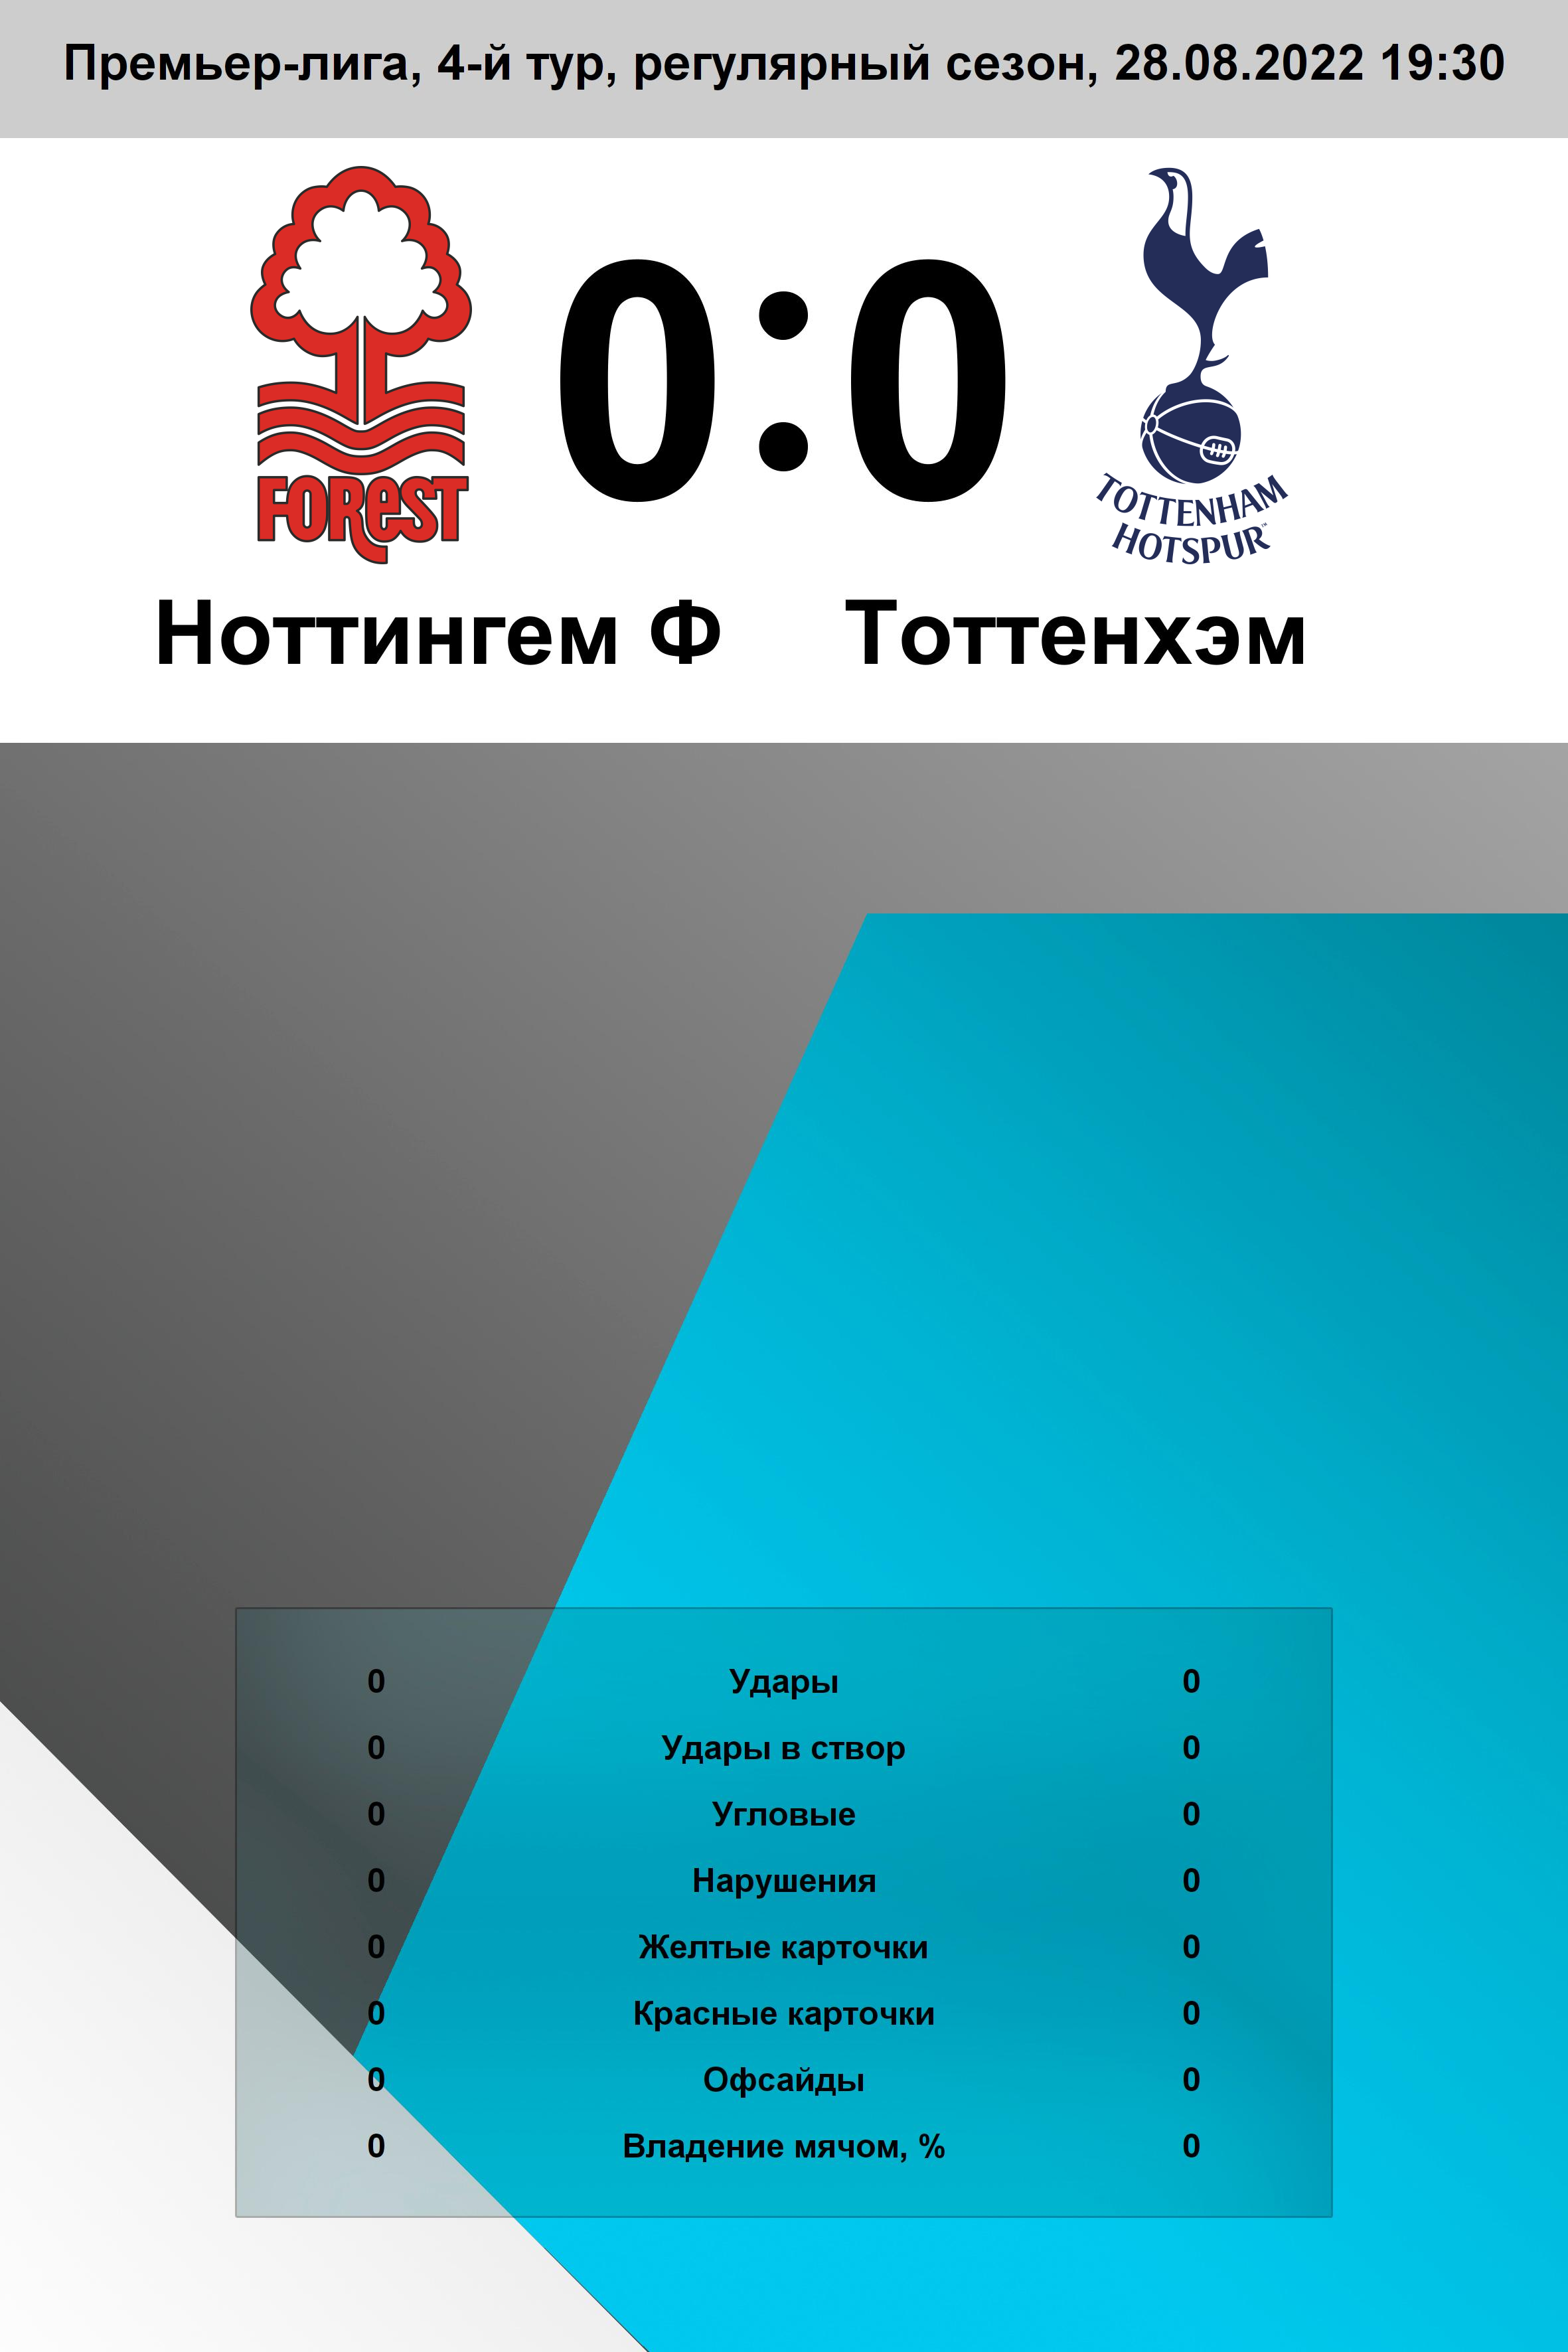 Премьер-лига, 4-й тур, регулярный сезон, 28.08.2022 19:30
0:0
FOREST
TOTTENHAM
HOTSPUR™
Ноттингем Ф Тоттенхэм
0 Удары 0
0 Удары в створ 0
0 Угловые 0
0 Нарушения 0
0 Желтые карточки 0
0 Красные карточки 0
0 Офсайды 0
0 Владение мячом, % 0